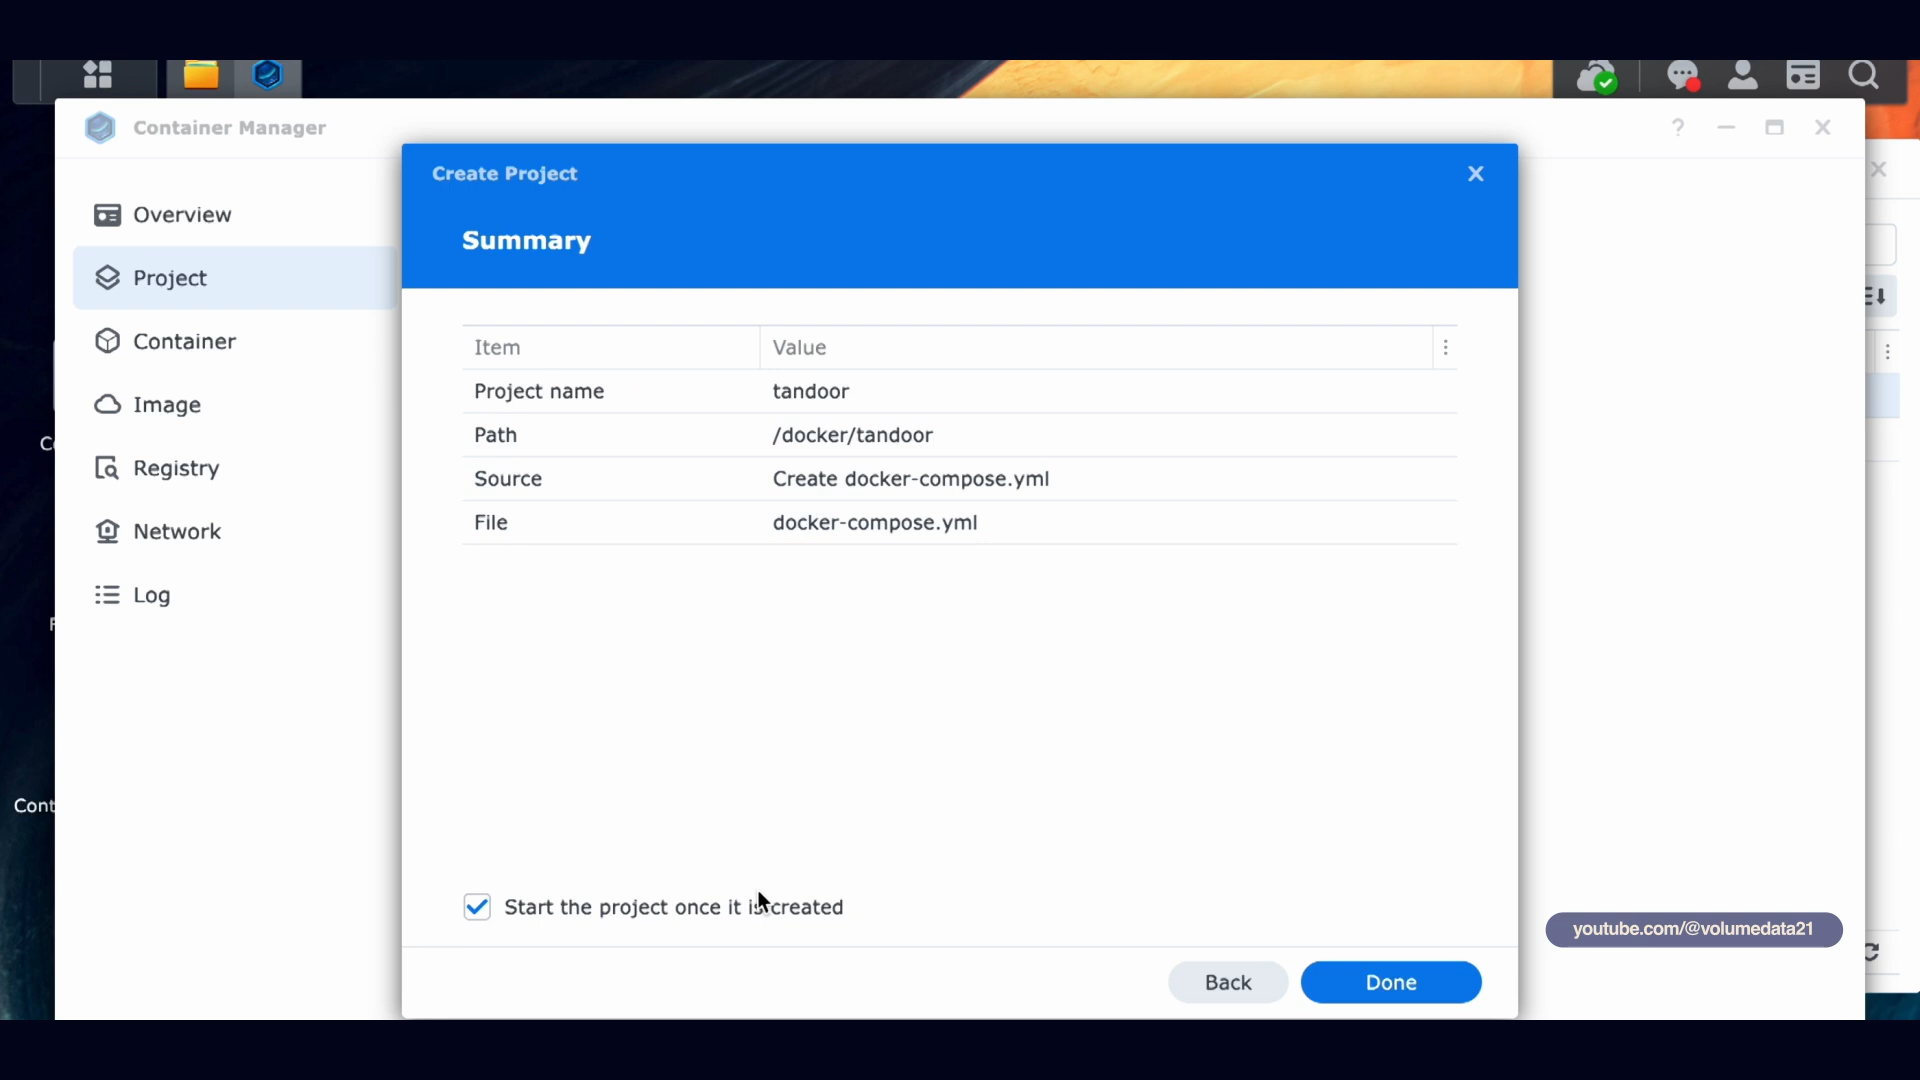 Container Manager
?
Create Project
Summary
Overview
Project
Container
Image
Registry
Network
Log
Item Value
Project name tandoor
Path /docker/tandoor
Source Create docker-compose.yml
File docker-compose.yml
Cont
Start the project once it is created
youtube.com/@volumedata21
Back Done